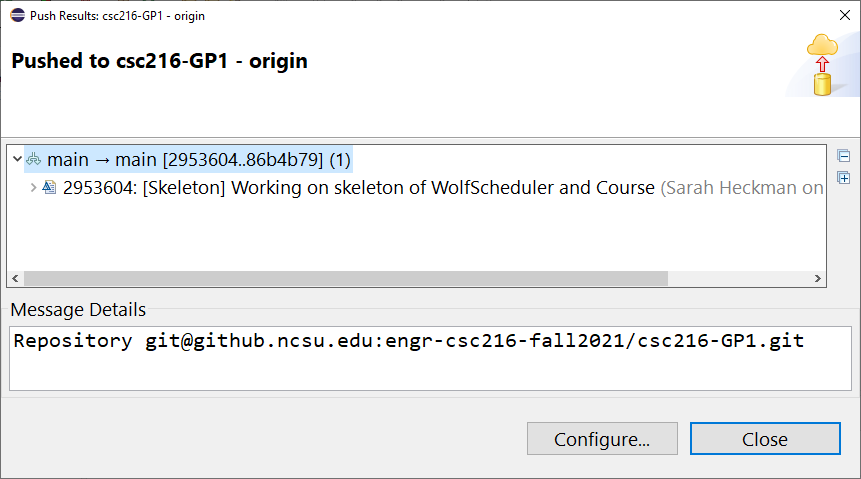 Push Results: csc216-GP1 - origin
Pushed to csc216-GP1 - origin
main → main [2953604..86b4b79] (1)
2953604: [Skeleton] Working on skeleton of WolfScheduler and Course (Sarah Heckman on
Message Details
Repository git@github.ncsu.edu:engr-csc216-fall2021/csc216-GP1.git
Configure... Close